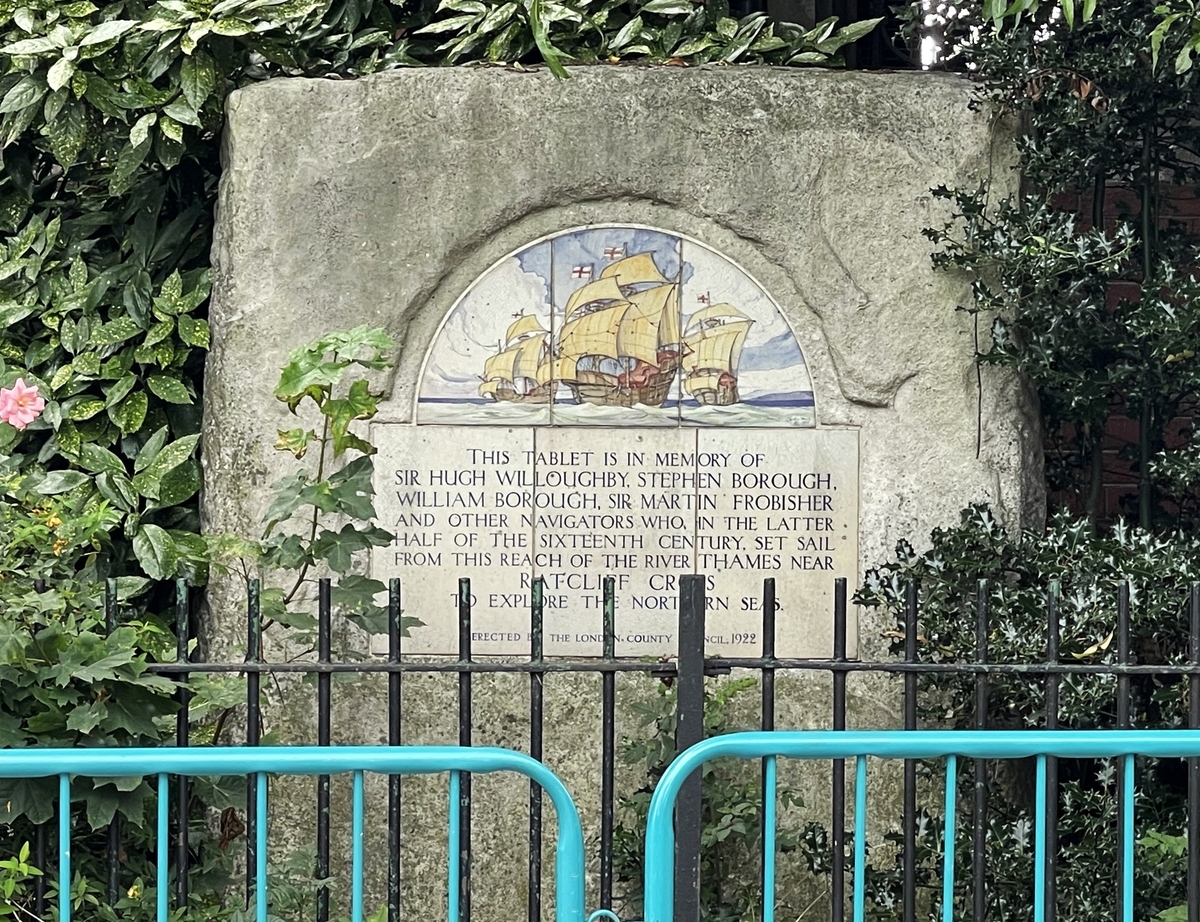 THIS TABLET IS IN MEMORY OF
SIR HUGH WILLOUGHBY, STEPHEN BOROUGH,
WILLIAM BOROUGH, SIR MARTIN FROBISHER
AND OTHER NAVIGATORS WHO, IN THE LATTER
HALF OF THE SIXTEENTH CENTURY, SET SAIL
FROM THIS REACH OF THE RIVER THAMES NEAR
RATCLIFF CROSS
TO EXPLORE THE NORTHERN SEAS.
ERECTED BY THE LONDON COUNTY COUNCIL, 1922